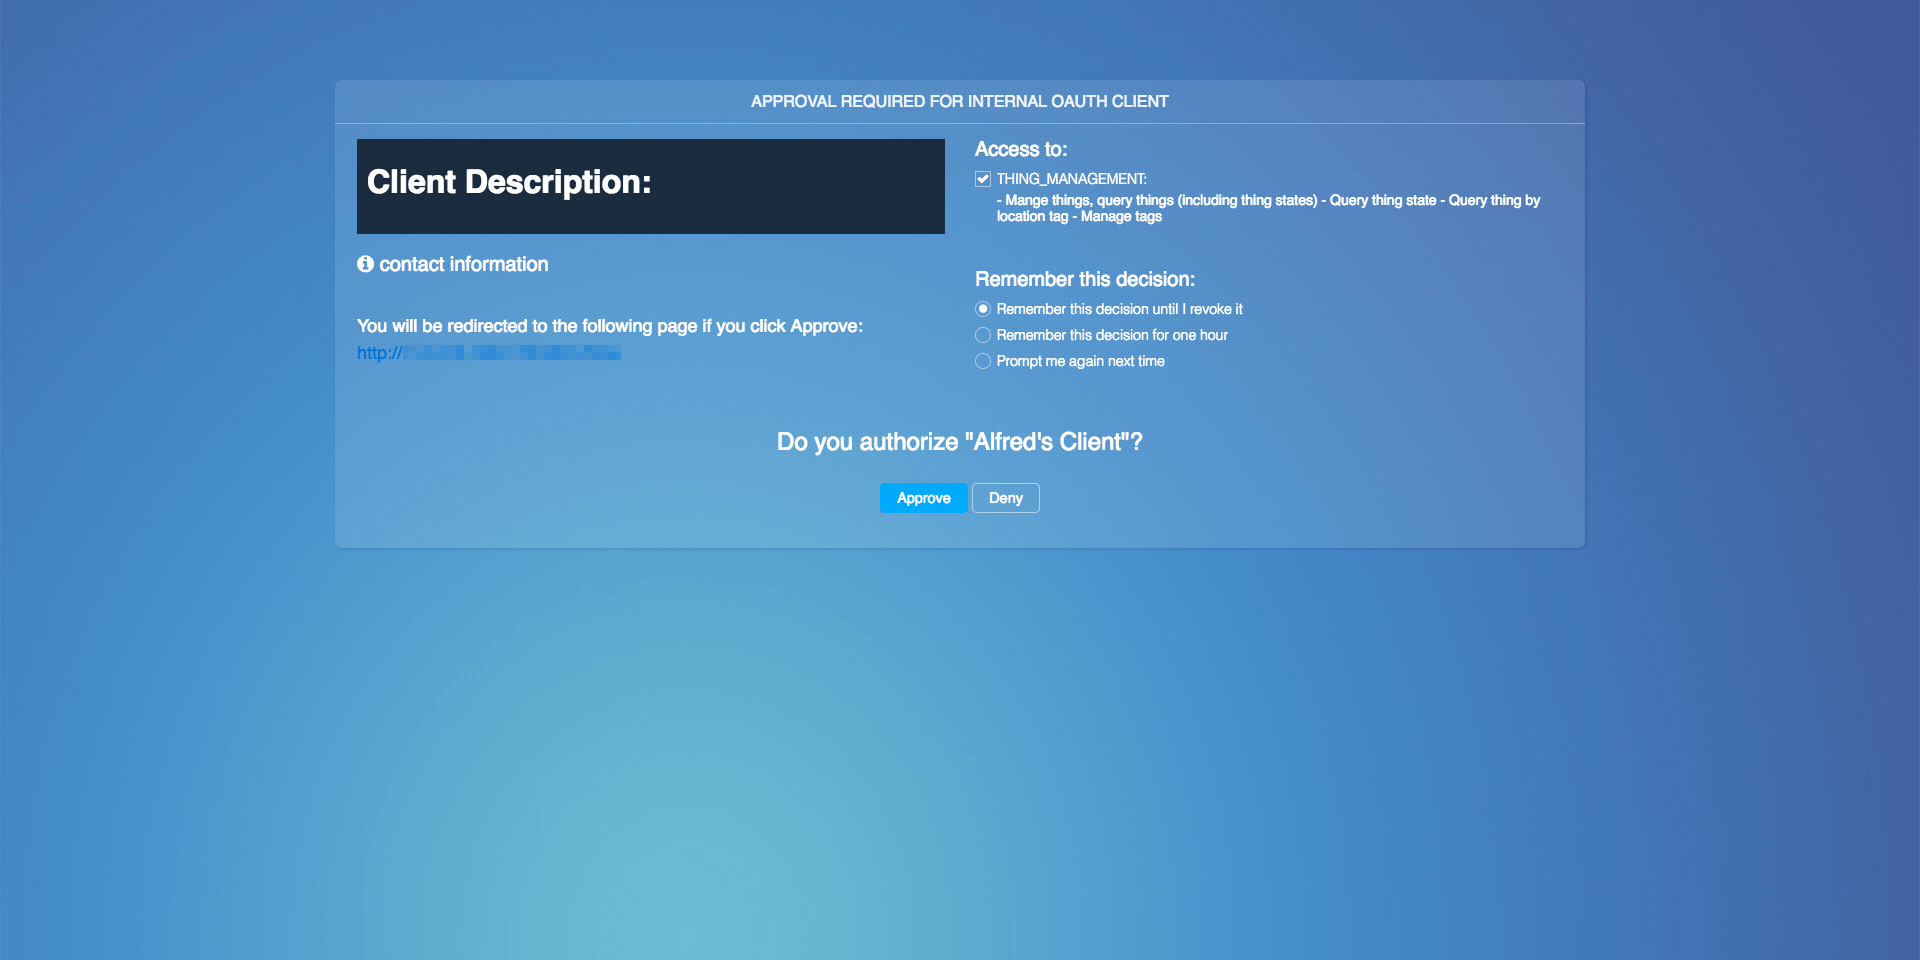 APPROVAL REQUIRED FOR INTERNAL OAUTH CLIENT
Client Description:
contact information
You will be redirected to the following page if you click Approve:
http://
Access to:
THING_MANAGEMENT:
- Mange things, query things (including thing states) - Query thing state - Query thing by
location tag - Manage tags
Remember this decision:
Remember this decision until I revoke it
Remember this decision for one hour
Prompt me again next time
Do you authorize "Alfred's Client"?
Approve
Deny